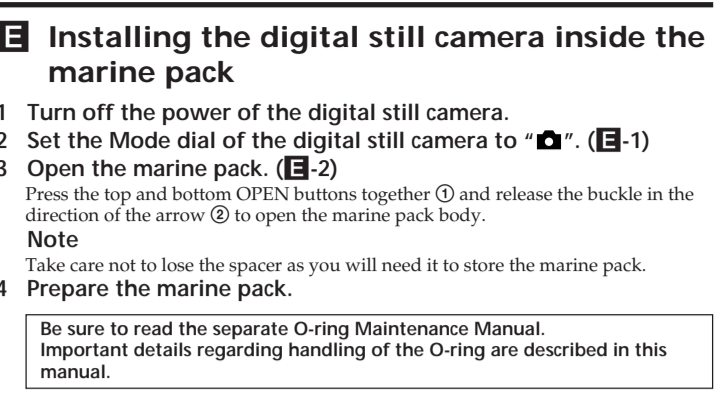 E Installing the digital still camera inside the
marine pack
1 Turn off the power of the digital still camera.
2 Set the Mode dial of the digital still camera to “📷”. (E-1)
3 Open the marine pack. (E-2)
Press the top and bottom OPEN buttons together ① and release the buckle in the
direction of the arrow ② to open the marine pack body.
Note
Take care not to lose the spacer as you will need it to store the marine pack.
4 Prepare the marine pack.
Be sure to read the separate O-ring Maintenance Manual.
Important details regarding handling of the O-ring are described in this
manual.